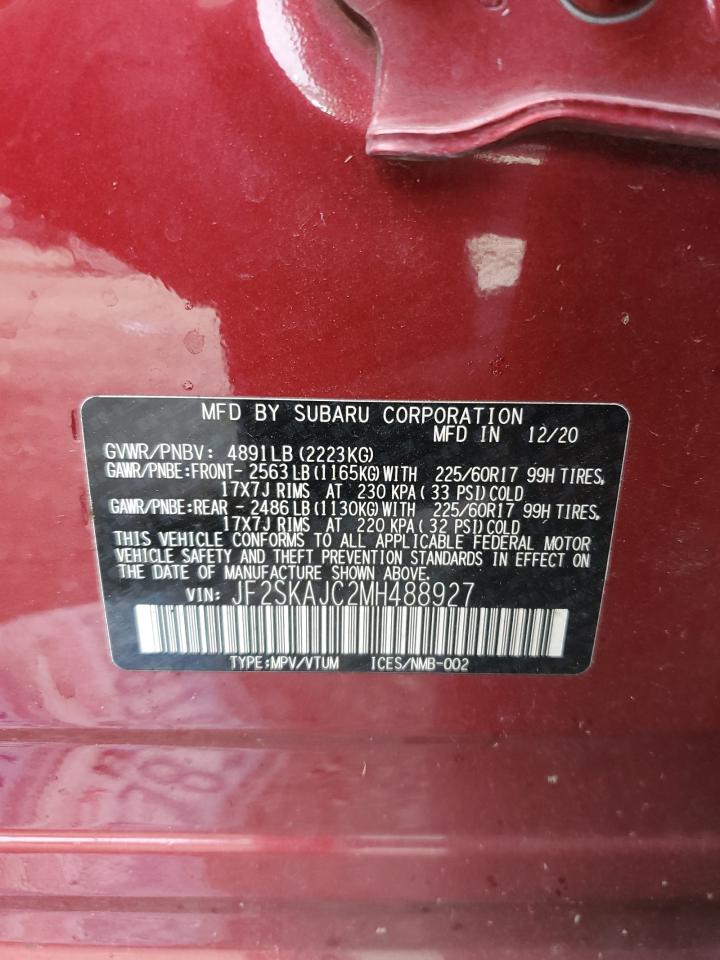 MFD BY SUBARU CORPORATION
MFD IN 12/20
GVWR/PNBV: 4891LB(2223KG)
GAWR/PNBE:FRONT- 2563LB(1165KG)WITH 225/60R17 99H TIRES,
17X7J RIMS AT 230 KPA(33 PSI)COLD
GAWR/PNBE:REAR - 2486LB(1130KG)WITH 225/60R17 99H TIRES,
17X7J RIMS AT 220 KPA(32 PSI)COLD
THIS VEHICLE CONFORMS TO ALL APPLICABLE FEDERAL MOTOR
VEHICLE SAFETY AND THEFT PREVENTION STANDARDS IN EFFECT ON
THE DATE OF MANUFACTURE SHOWN ABOVE.
VIN: JF2SKAJC2MH488927
TYPE:MPV/VTUM ICES/NMB-002